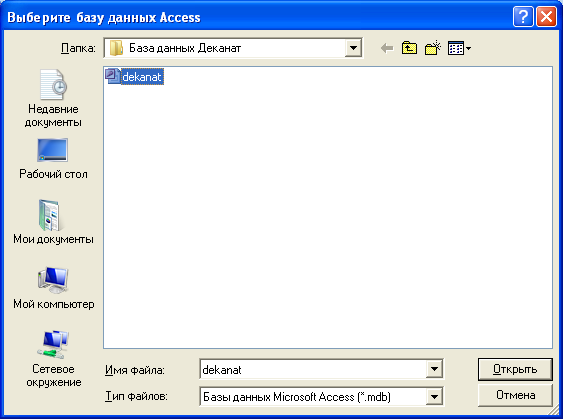 Выберите базу данных Access
Папка: База данных Деканат
dekanat
Недавние
документы
Рабочий стол
Мои документы
Мой компьютер
Сетевое
окружение
Имя файла: dekanat Открыть
Тип файлов: Базы данных Microsoft Access (*.mdb) Отмена